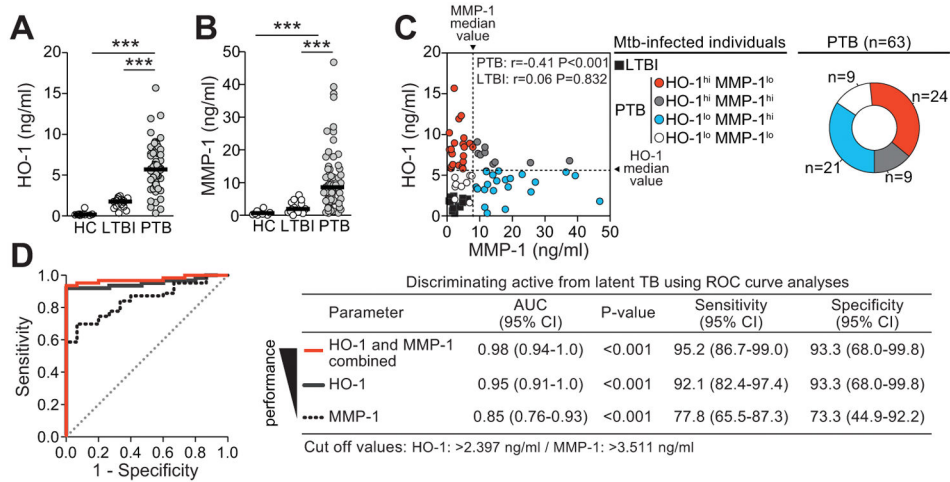 A
***
***
HO-1 (ng/ml)
20
15
10
5
0
HC LTBI PTB
B
***
***
MMP-1 (ng/ml)
50
40
30
20
10
0
HC LTBI PTB
C
MMP-1
median
value
HO-1 (ng/ml)
20
15
10
5
0
PTB: r=-0.41 P<0.001
LTBI: r=0.06 P=0.832
HO-1
median
value
0 10 20 30 40 50
MMP-1 (ng/ml)
Mtb-infected individuals
LTBI
PTB
HO-1hi MMP-1lo
HO-1hi MMP-1hi
HO-1lo MMP-1hi
HO-1lo MMP-1lo
PTB (n=63)
n=9
n=24
n=21
n=9
D
Sensitivity
1.0
0.8
0.6
0.4
0.2
0.0
0.0 0.2 0.4 0.6 0.8 1.0
1 - Specificity
performance
Discriminating active from latent TB using ROC curve analyses
Parameter AUC (95% CI) P-value Sensitivity (95% CI) Specificity (95% CI)
HO-1 and MMP-1 combined 0.98 (0.94-1.0) <0.001 95.2 (86.7-99.0) 93.3 (68.0-99.8)
HO-1 0.95 (0.91-1.0) <0.001 92.1 (82.4-97.4) 93.3 (68.0-99.8)
MMP-1 0.85 (0.76-0.93) <0.001 77.8 (65.5-87.3) 73.3 (44.9-92.2)
Cut off values: HO-1: >2.397 ng/ml / MMP-1: >3.511 ng/ml